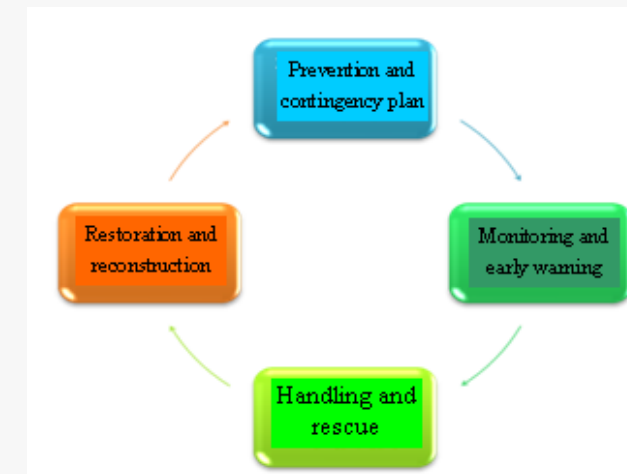 Prevention and
contingency plan
Monitoring and
early warning
Handling and
rescue
Restoration and
reconstruction